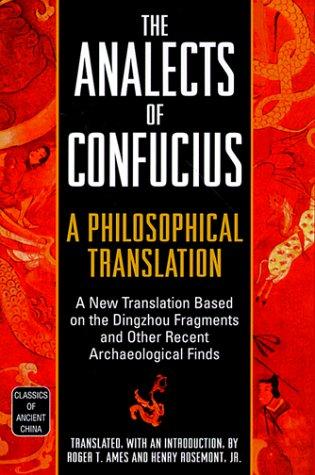 THE
ANALECTS
OF
CONFUCIUS
A PHILOSOPHICAL
TRANSLATION
A New Translation Based
on the Dingzhou Fragments
and Other Recent
Archaeological Finds
CLASSICS
OF
ANCIENT
CHINA
TRANSLATED, WITH AN INTRODUCTION, BY
ROGER T. AMES AND HENRY ROSEMONT, JR.